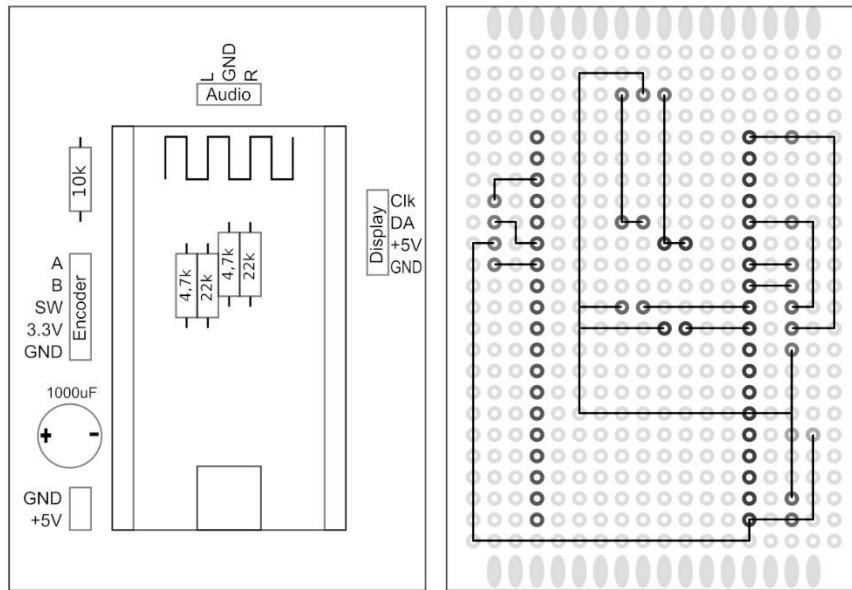 L
GND
R
Audio
10k
Clk
DA
+5V
GND
Display
4,7k
22k
4,7k
22k
A
B
SW
3.3V
GND
Encoder
1000uF
+ -
GND
+5V